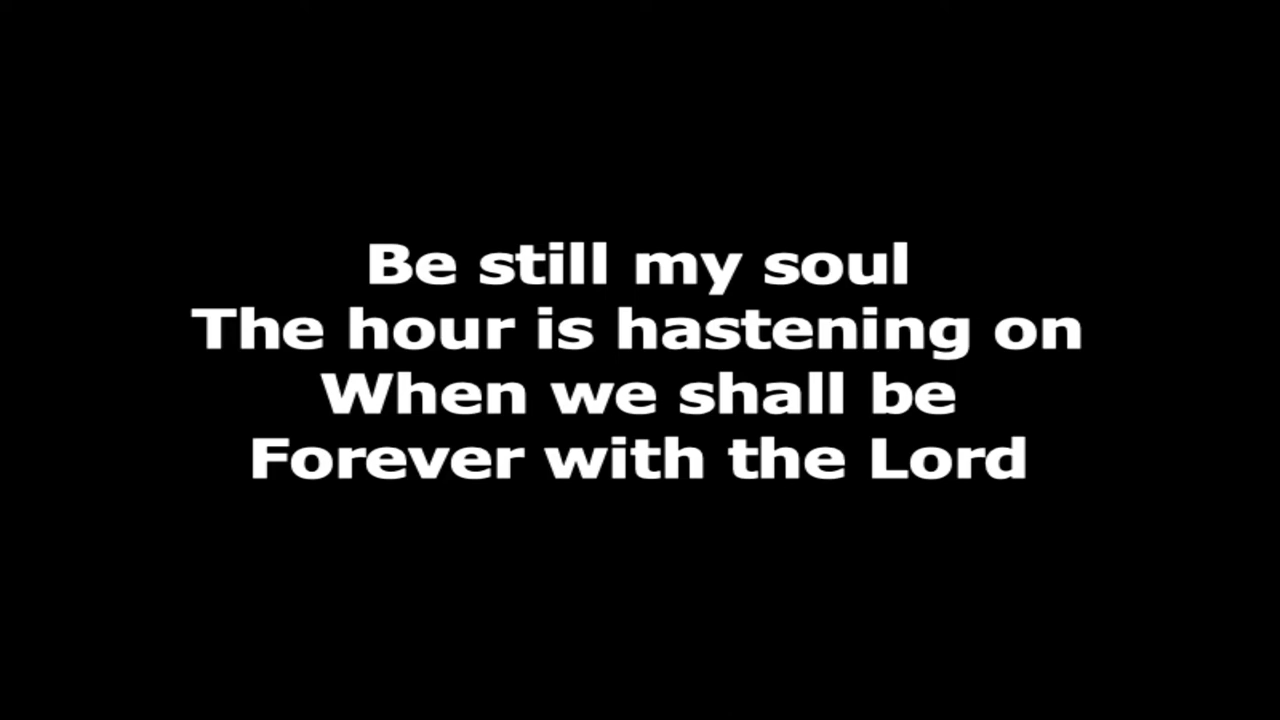 Be still my soul
The hour is hastening on
When we shall be
Forever with the Lord